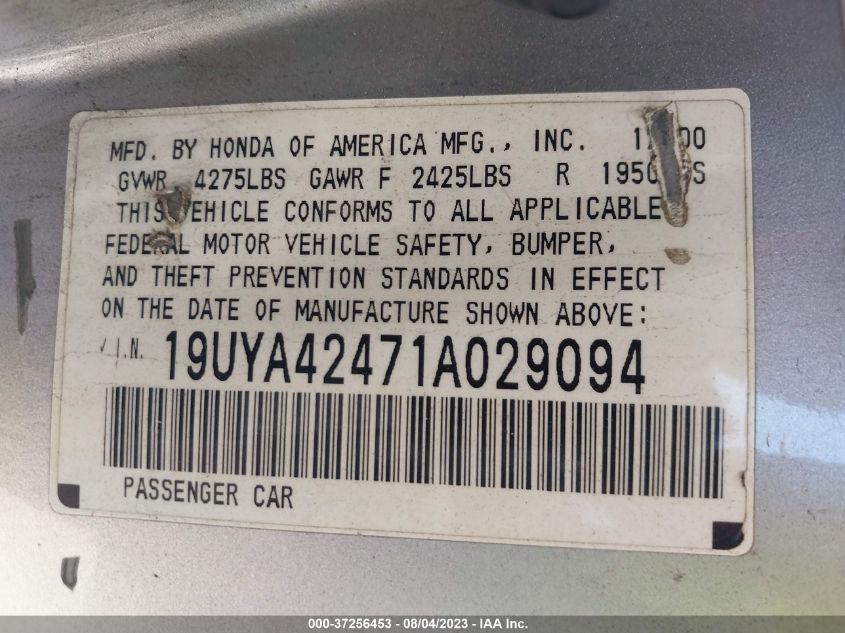 MFD. BY HONDA OF AMERICA MFG., INC.
GVWR 4275LBS GAWR F 2425LBS R
THIS VEHICLE CONFORMS TO ALL APPLICABLE
FEDERAL MOTOR VEHICLE SAFETY, BUMPER,
AND THEFT PREVENTION STANDARDS IN EFFECT
ON THE DATE OF MANUFACTURE SHOWN ABOVE:
V.I.N. 19UYA42471A029094
PASSENGER CAR
000-37256453 - 08/04/2023 - IAA Inc.